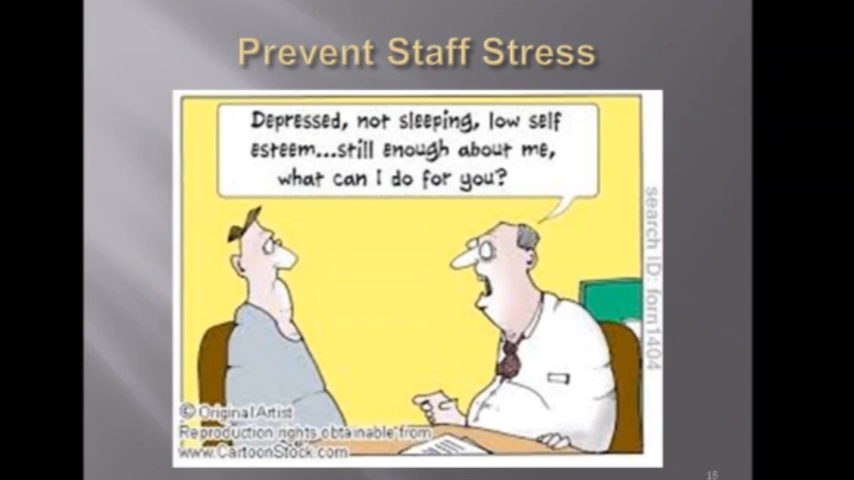 Prevent Staff Stress
Depressed, not sleeping, low self
esteem...still enough about me,
what can I do for you?
search ID: forn1404
© Original Artist
Reproduction rights obtainable from
www.CartoonStock.com
15